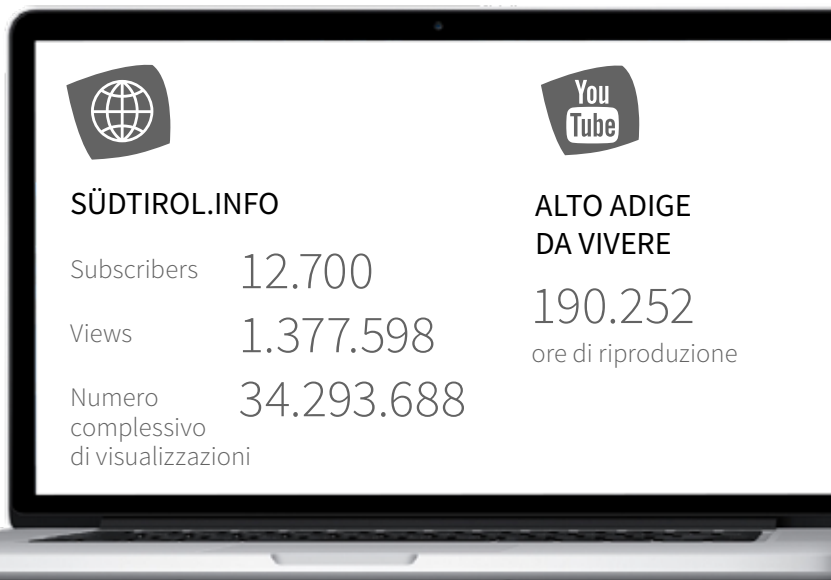 SÜDTIROL.INFO
Subscribers 12.700
Views 1.377.598
Numero 34.293.688
complessivo
di visualizzazioni
You
Tube
ALTO ADIGE
DA VIVERE
190.252
ore di riproduzione